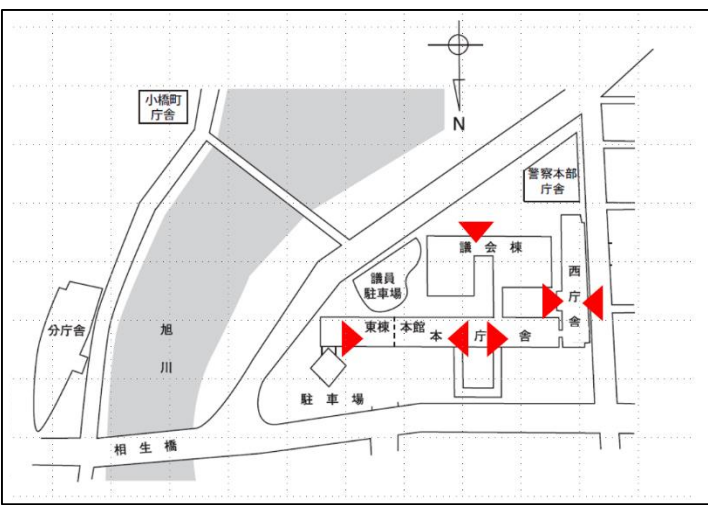 小橋町
庁舎
N
警察本部
庁舎
議会棟
議員
駐車場
西庁舎
東棟
本館
本庁舎
分庁舎
旭川
駐車場
相生橋